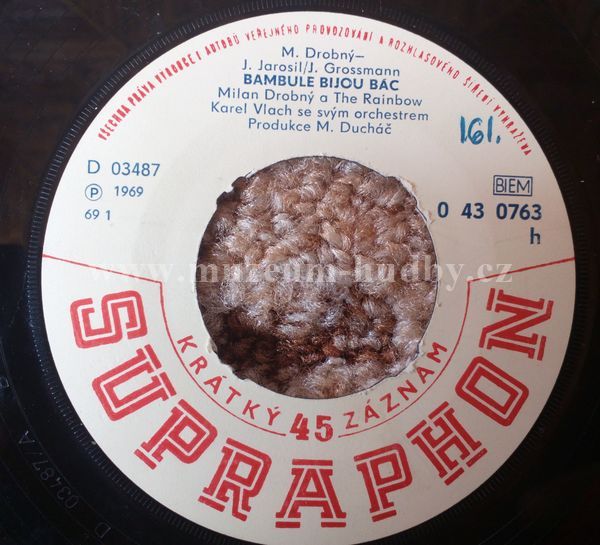 VŠECHNA PRÁVA VÝROBCE I AUTORŮ VEŘEJNÉHO PROVOZOVÁNÍ A ROZHLASOVÉHO ŠÍŘENÍ VYHRAZENA
M. Drobný–
J. Jarosil/J. Grossmann
BAMBULE BIJOU BÁC
Milan Drobný a The Rainbow
Karel Vlach se svým orchestrem
Produkce M. Ducháč
161.
D 03487
Ⓟ 1969
69 1
BIEM
0 43 0763
h
www.muzeum-hudby.cz
KRÁTKÝ 45 ZÁZNAM
SUPRAPHON
D 03487/A